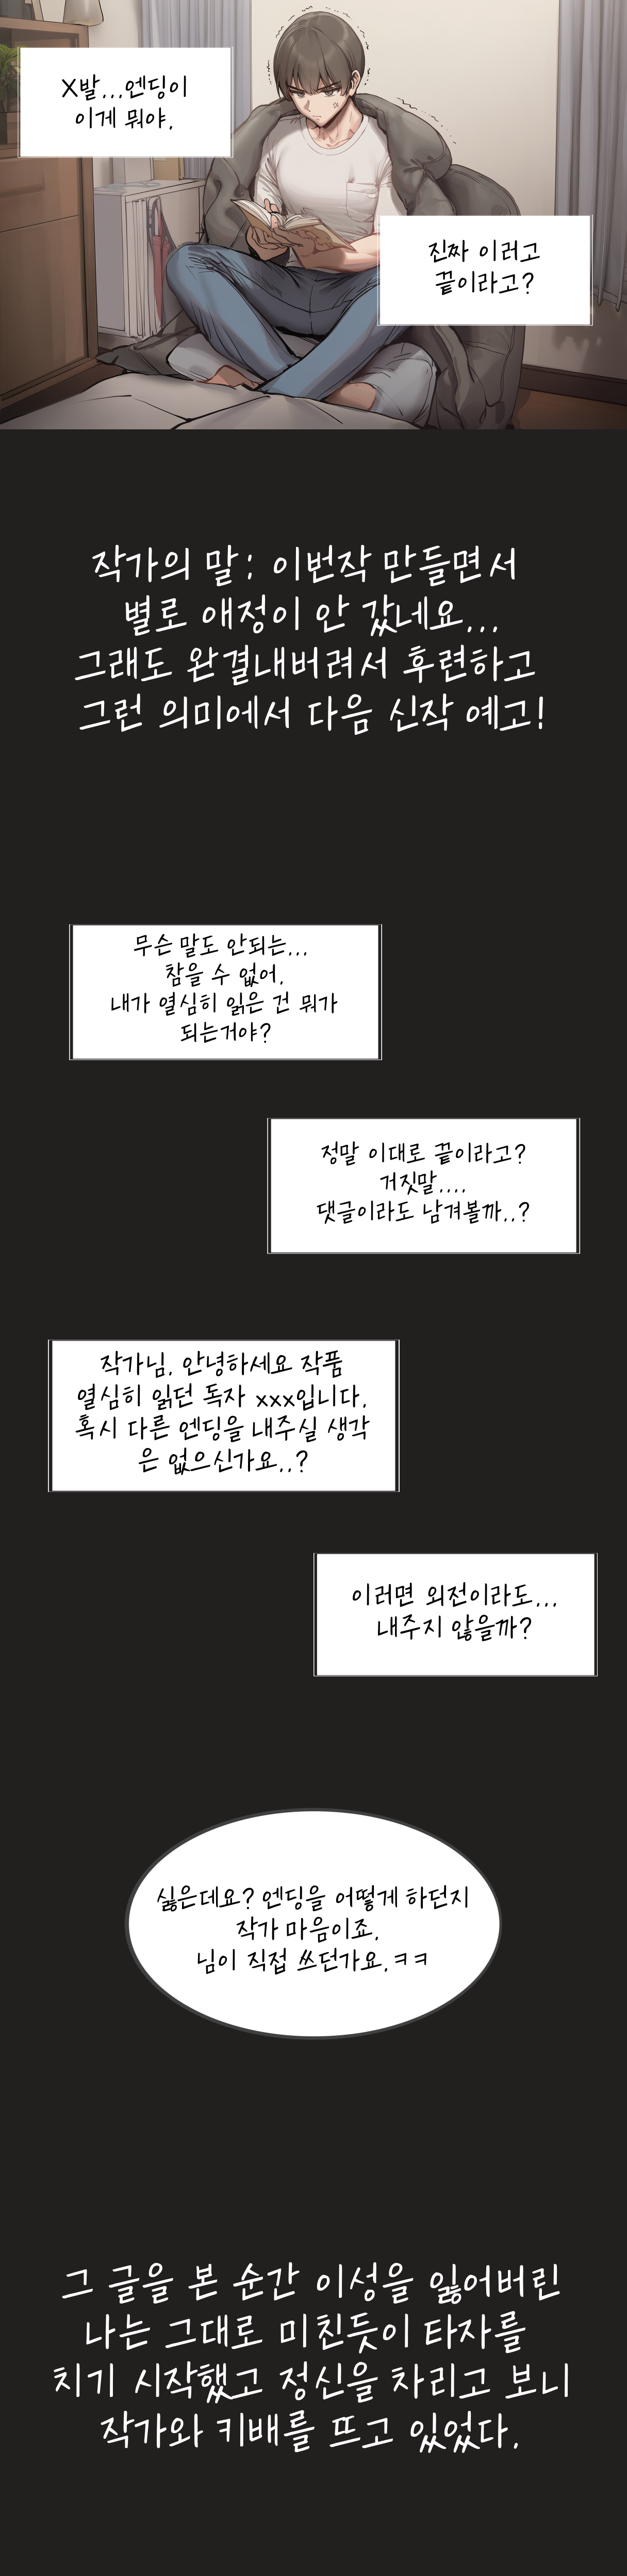 X발...엔딩이
이게 뭐야.
진짜 이러고
끝이라고?
작가의 말: 이번작 만들면서
별로 애정이 안 갔네요...
그래도 완결내버려서 후련하고
그런 의미에서 다음 신작 예고!
무슨 말도 안되는...
참을 수 없어.
내가 열심히 읽은 건 뭐가
되는거야?
정말 이대로 끝이라고?
거짓말....
댓글이라도 남겨볼까..?
작가님. 안녕하세요 작품
열심히 읽던 독자 xxx입니다.
혹시 다른 엔딩을 내주실 생각
은 없으신가요..?
이러면 외전이라도...
내주지 않을까?
싫은데요? 엔딩을 어떻게 하던지
작가 마음이죠.
님이 직접 쓰던가요.ㅋㅋ
그 글을 본 순간 이성을 잃어버린
나는 그대로 미친듯이 타자를
치기 시작했고 정신을 차리고 보니
작가와 키배를 뜨고 있었다.